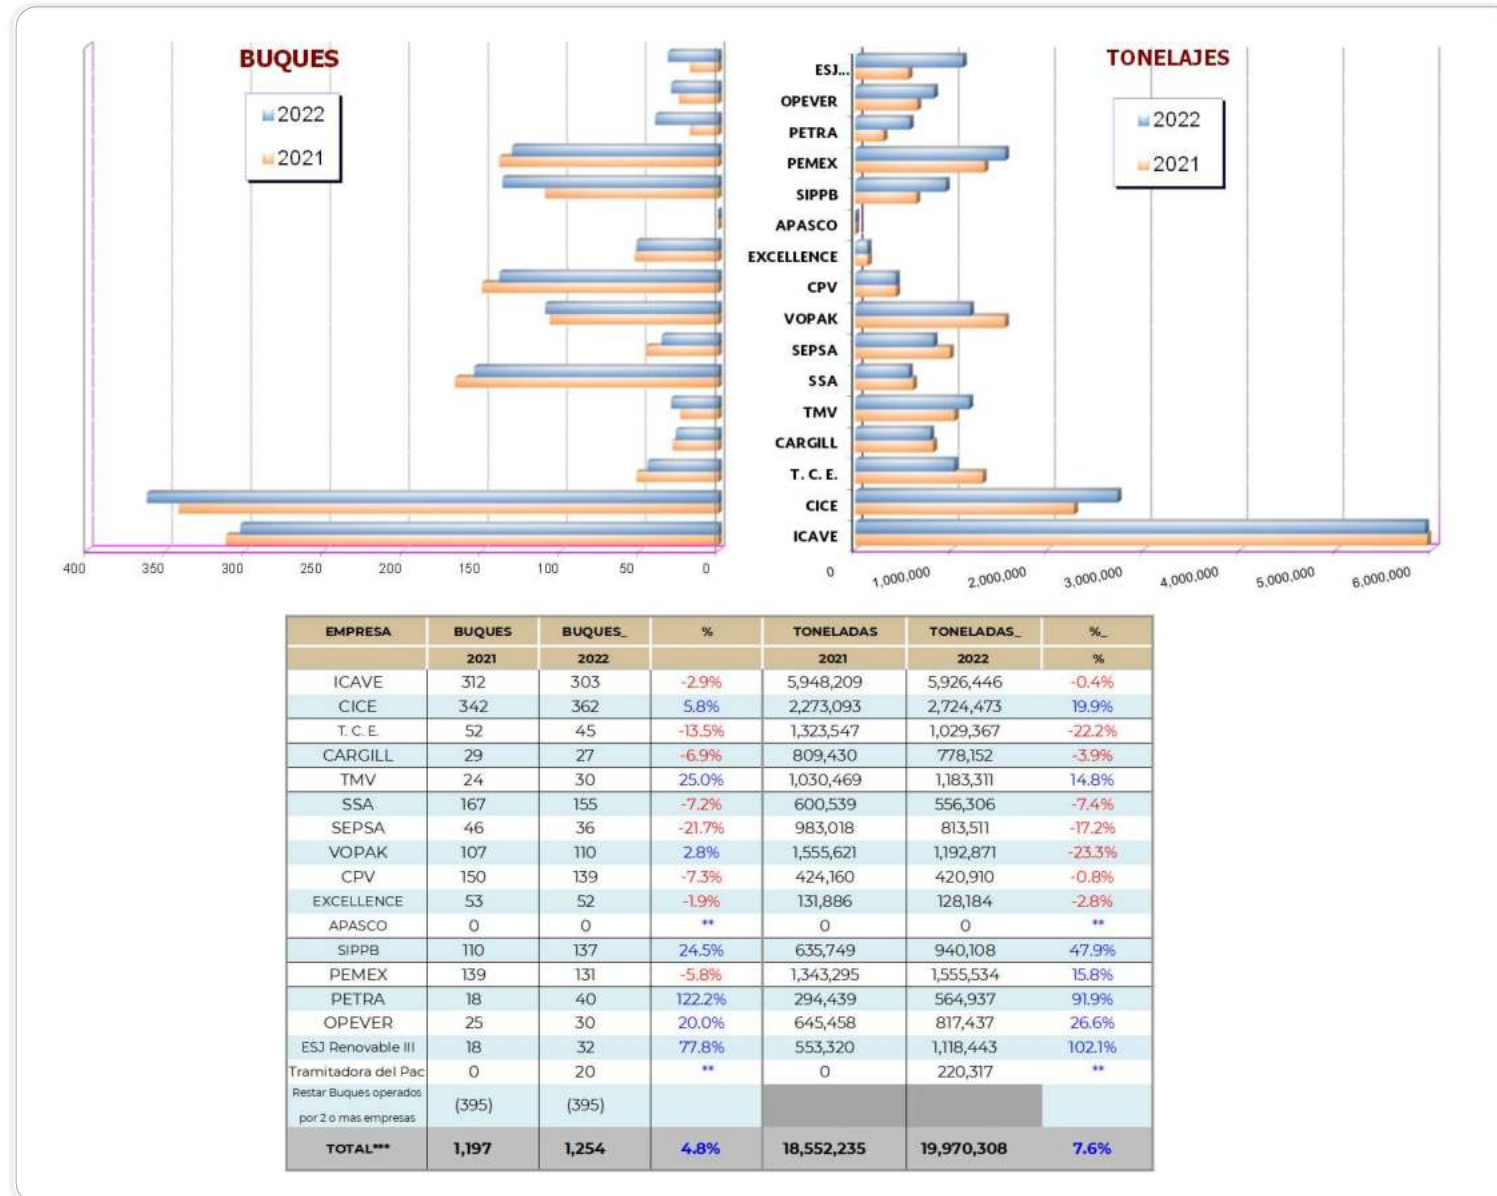 BUQUES
2022
2021
400 350 300 250 200 150 100 50 0
TONELAJES
2022
2021
ESJ...
OPEVER
PETRA
PEMEX
SIPPB
APASCO
EXCELLENCE
CPV
VOPAK
SEPSA
SSA
TMV
CARGILL
T. C. E.
CICE
ICAVE
0 1,000,000 2,000,000 3,000,000 4,000,000 5,000,000 6,000,000
EMPRESA BUQUES BUQUES_ % TONELADAS TONELADAS_ %_
2021 2022 2021 2022 %
ICAVE 312 303 -2.9% 5,948,209 5,926,446 -0.4%
CICE 342 362 5.8% 2,273,093 2,724,473 19.9%
T. C. E. 52 45 -13.5% 1,323,547 1,029,367 -22.2%
CARGILL 29 27 -6.9% 809,430 778,152 -3.9%
TMV 24 30 25.0% 1,030,469 1,183,311 14.8%
SSA 167 155 -7.2% 600,539 556,306 -7.4%
SEPSA 46 36 -21.7% 983,018 813,511 -17.2%
VOPAK 107 110 2.8% 1,555,621 1,192,871 -23.3%
CPV 150 139 -7.3% 424,160 420,910 -0.8%
EXCELLENCE 53 52 -1.9% 131,886 128,184 -2.8%
APASCO 0 0 ** 0 0 **
SIPPB 110 137 24.5% 635,749 940,108 47.9%
PEMEX 139 131 -5.8% 1,343,295 1,555,534 15.8%
PETRA 18 40 122.2% 294,439 564,937 91.9%
OPEVER 25 30 20.0% 645,458 817,437 26.6%
ESJ Renovable III 18 32 77.8% 553,320 1,118,443 102.1%
Tramitadora del Pac 0 20 ** 0 220,317 **
Restar Buques operados
por 2 o mas empresas (395) (395)
TOTAL*** 1,197 1,254 4.8% 18,552,235 19,970,308 7.6%